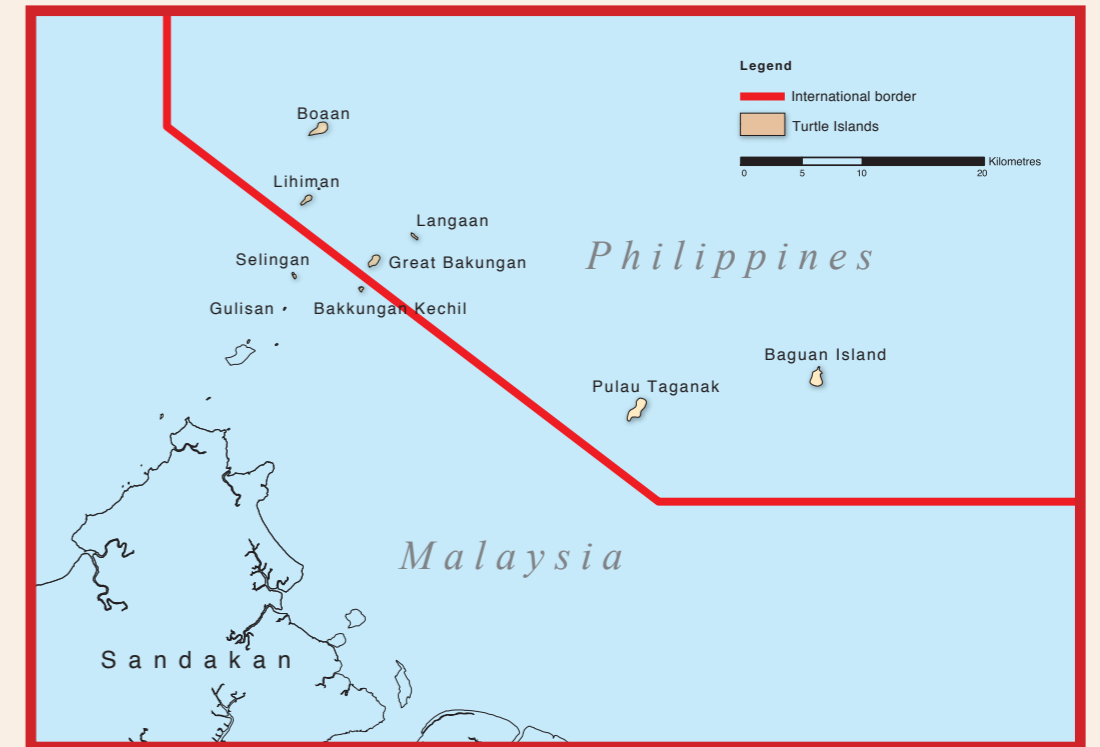 Legend
International border
Turtle Islands
Kilometres
0 5 10 20
Boaan
Lihiman
Langaan
Selingan
Great Bakungan
Philippines
Gulisan
Bakkungan Kechil
Baguan Island
Pulau Taganak
Malaysia
Sandakan